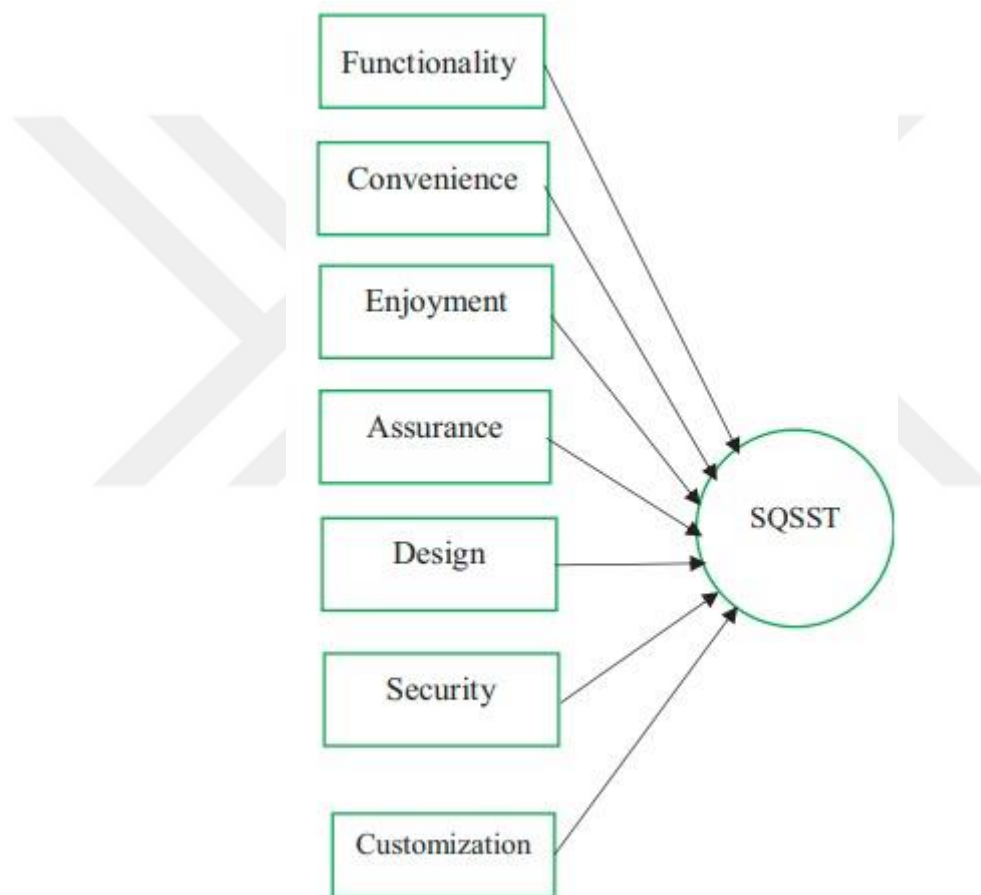 Functionality
Convenience
Enjoyment
Assurance
Design
Security
Customization
SQSST